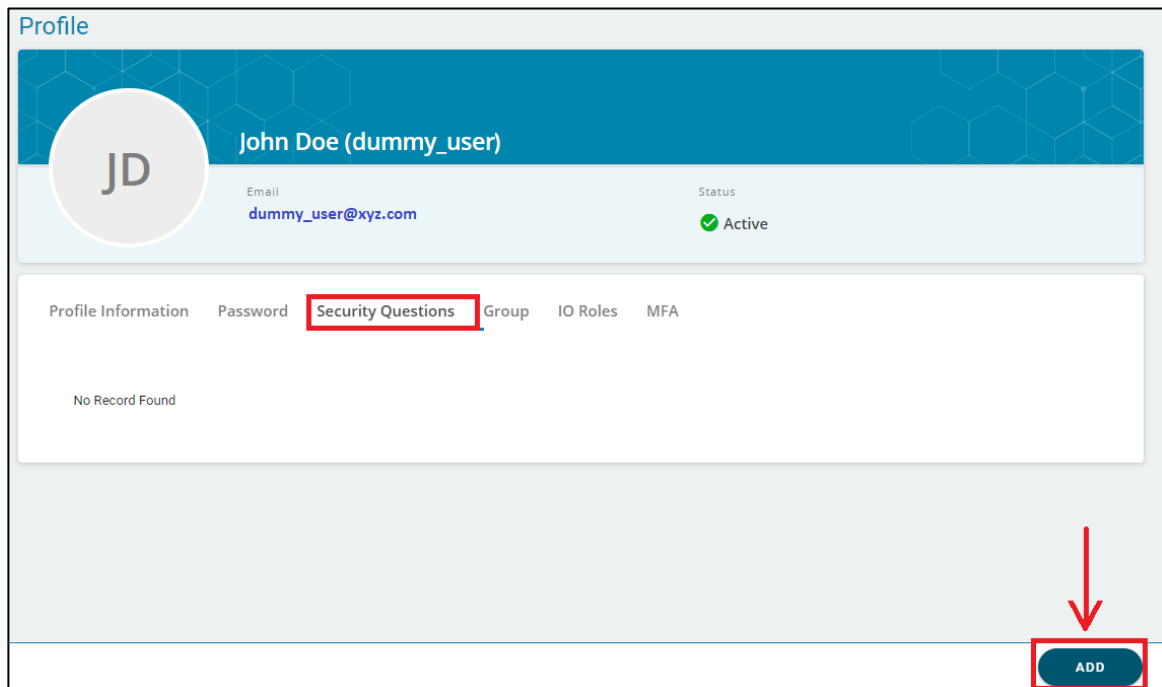 Profile
JD
John Doe (dummy_user)
Email
Status
dummy_user@xyz.com
Active
Profile Information Password Security Questions Group IO Roles MFA
No Record Found
ADD